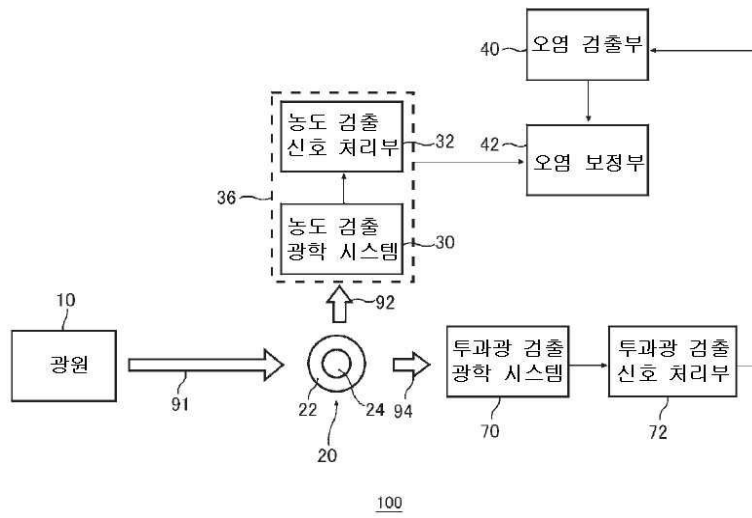 40
오염 검출부
농도 검출
신호 처리부
32
42
오염 보정부
36
농도 검출
광학 시스템
30
92
10
광원
91
22
24
20
94
투과광 검출
광학 시스템
70
투과광 검출
신호 처리부
72
100